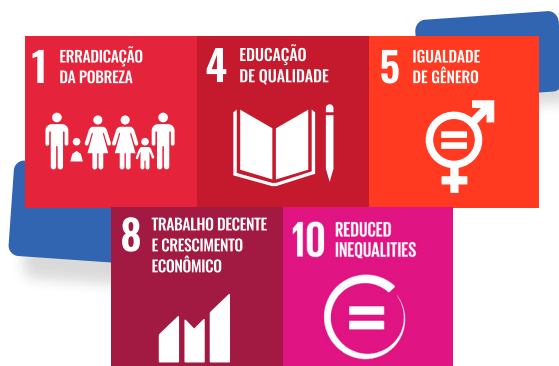 1 ERRADICAÇÃO
DA POBREZA
4 EDUCAÇÃO
DE QUALIDADE
5 IGUALDADE
DE GÊNERO
8 TRABALHO DECENTE
E CRESCIMENTO
ECONÔMICO
10 REDUCED
INEQUALITIES